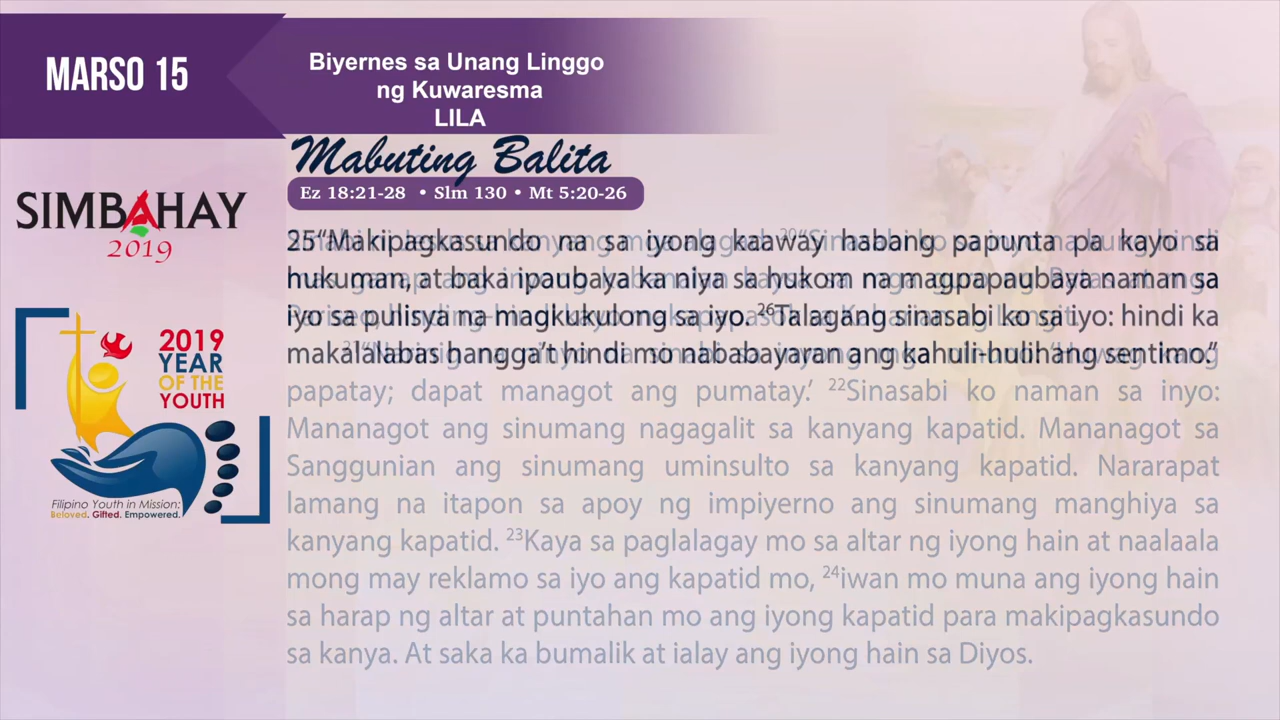 MARSO 15
Biyernes sa Unang Linggo
ng Kuwaresma
LILA
Mabuting Balita
Ez 18:21-28 • Slm 130 • Mt 5:20-26
SIMBAHAY
2019
2019
YEAR
OF THE
YOUTH
Filipino Youth in Mission:
Beloved. Gifted. Empowered.
25“Makipagkasundo na sa iyong kaaway habang papunta pa kayo sa
hukuman, at baka ipaubaya ka niya sa hukom na magpapaubaya naman sa
iyo sa pulisya na magkukulong sa iyo. 26Talagang sinasabi ko sa iyo: hindi ka
makalalabas hangga’t hindi mo nababayaran ang kahuli-hulihang sentimo.”
papatay; dapat managot ang pumatay.’ 22Sinasabi ko naman sa inyo:
Mananagot ang sinumang nagagalit sa kanyang kapatid. Mananagot sa
Sanggunian ang sinumang uminsulto sa kanyang kapatid. Nararapat
lamang na itapon sa apoy ng impiyerno ang sinumang manghiya sa
kanyang kapatid. 23Kaya sa paglalagay mo sa altar ng iyong hain at naalaala
mong may reklamo sa iyo ang kapatid mo, 24iwan mo muna ang iyong hain
sa harap ng altar at puntahan mo ang iyong kapatid para makipagkasundo
sa kanya. At saka ka bumalik at ialay ang iyong hain sa Diyos.